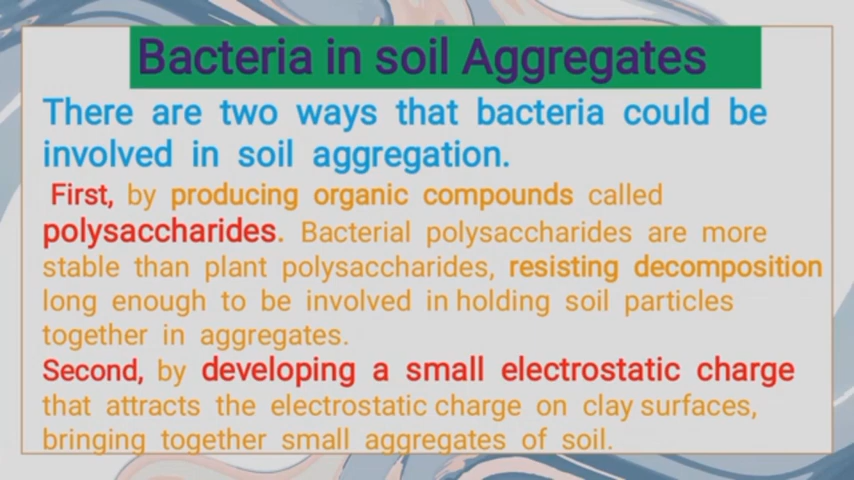 Bacteria in soil Aggregates
There are two ways that bacteria could be
involved in soil aggregation.
First, by producing organic compounds called
polysaccharides. Bacterial polysaccharides are more
stable than plant polysaccharides, resisting decomposition
long enough to be involved in holding soil particles
together in aggregates.
Second, by developing a small electrostatic charge
that attracts the electrostatic charge on clay surfaces,
bringing together small aggregates of soil.